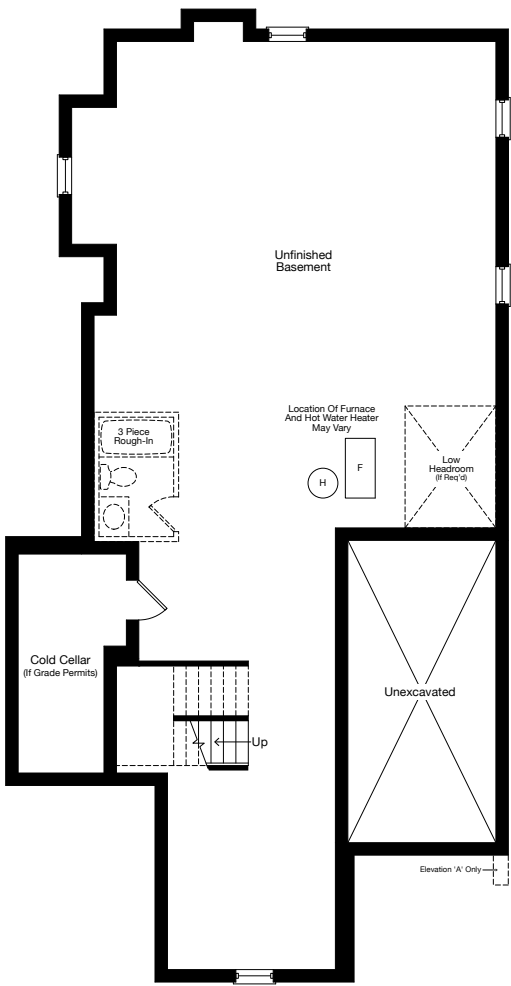 Unfinished
Basement
Location Of Furnace
And Hot Water Heater
May Vary
3 Piece
Rough-In
F
H
Low
Headroom
(If Req'd)
Cold Cellar
(If Grade Permits)
Unexcavated
Up
Elevation 'A' Only